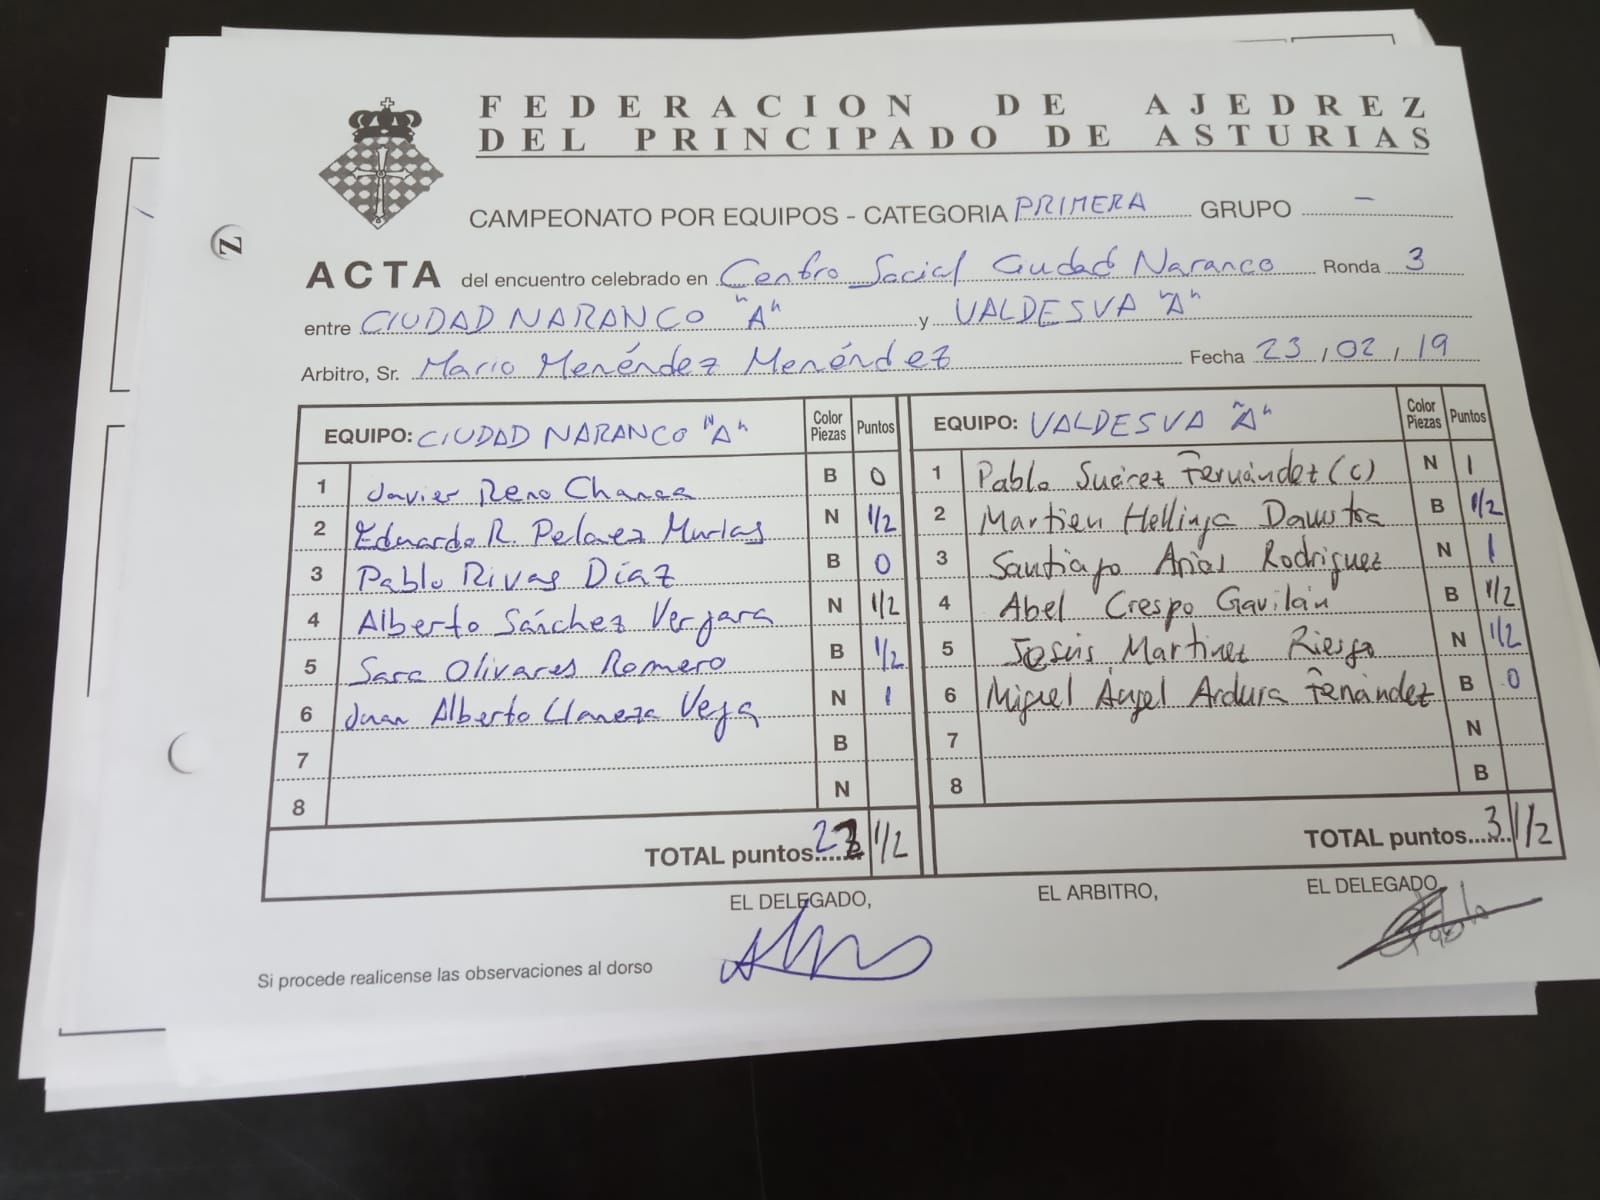 FEDERACION DE AJEDREZ
DEL PRINCIPADO DE ASTURIAS
CAMPEONATO POR EQUIPOS - CATEGORIA PRIMERA GRUPO -
Z
ACTA del encuentro celebrado en Centro Social Ciudad Naranco Ronda 3
entre CIUDAD NARANCO "A" y VALDESVA "A"
Arbitro, Sr. Mario Menéndez Menéndez Fecha 23, 02, 19
EQUIPO: CIUDAD NARANCO "A" Color Piezas Puntos EQUIPO: VALDESVA "A" Color Piezas Puntos
1 Javier Reno B 0 1 Pablo Suárez Fernández (C) N 1
2 Eduardo R. Pelaez Murias N 1/2 2 Martien Hellinga B 1/2
3 Pablo Rivas Díaz B 0 3 Santiago Arias Rodriguez N 1
4 Alberto Sánchez Vergara N 1/2 4 Abel Crespo Gavilán B 1/2
5 Sara Olivares Romero B 1/2 5 Jesús Martinez Riesgo N 1/2
6 Juan Alberto Llaneza Vega N 1 6 Miguel Ángel Ardura Fernández B 0
7 B 7 N
8 N 8 B
TOTAL puntos...... 2 1/2 TOTAL puntos...... 3 1/2
EL DELEGADO, EL ARBITRO, EL DELEGADO,
Si procede realicense las observaciones al dorso